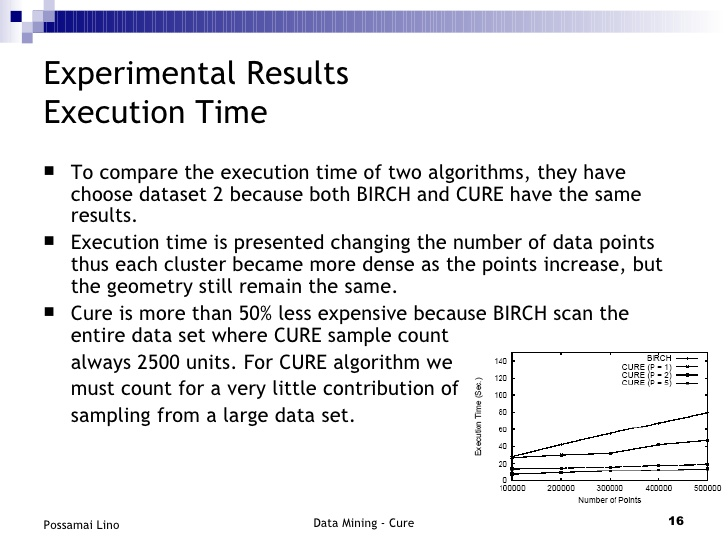 Experimental Results
Execution Time
To compare the execution time of two algorithms, they have
choose dataset 2 because both BIRCH and CURE have the same
results.
Execution time is presented changing the number of data points
thus each cluster became more dense as the points increase, but
the geometry still remain the same.
Cure is more than 50% less expensive because BIRCH scan the
entire data set where CURE sample count
always 2500 units. For CURE algorithm we
must count for a very little contribution of
sampling from a large data set.
Execution Time (Sec.)
140
120
100
80
60
40
20
0
BIRCH
CURE (P = 1)
CURE (P = 2)
CURE (P = 5)
100000 200000 300000 400000 500000
Number of Points
Possamai Lino
Data Mining - Cure
16